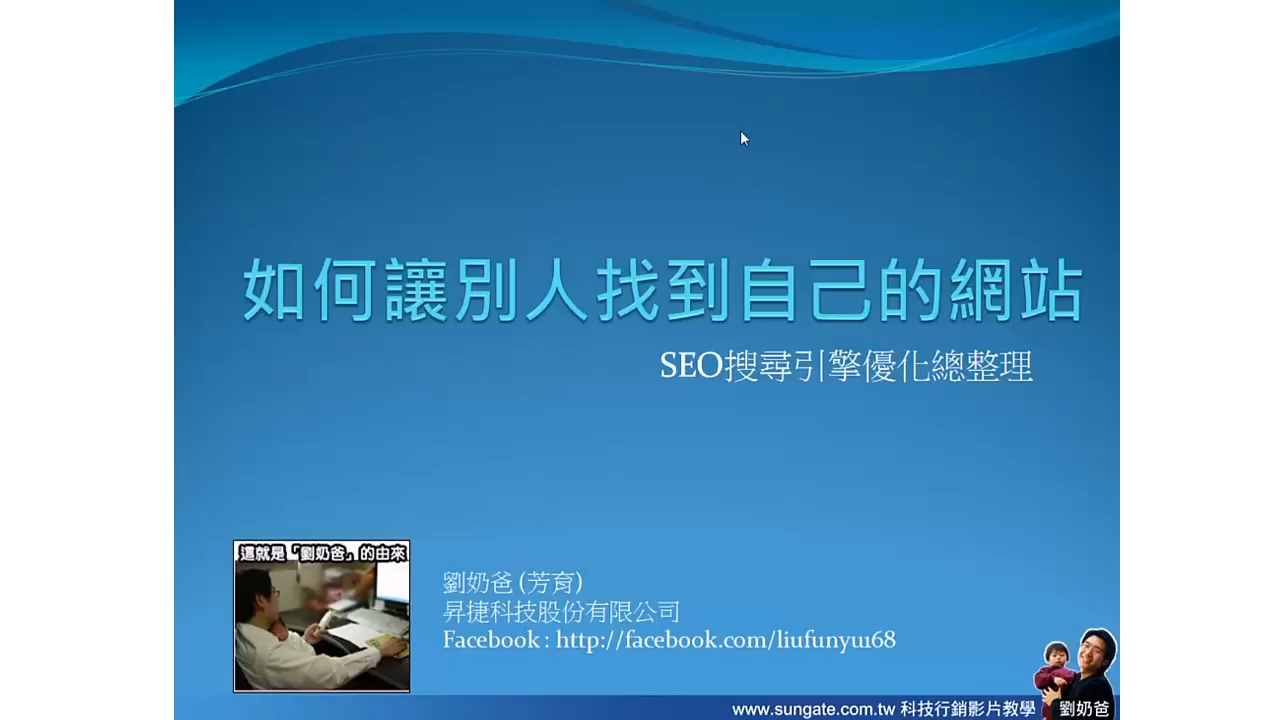 如何讓別人找到自己的網站
SEO搜尋引擎優化總整理
這就是「劉奶爸」的由來
劉奶爸 (芳育)
昇捷科技股份有限公司
Facebook : http://facebook.com/liufunyu168
www.sungate.com.tw 科技行銷影片教學
劉奶爸